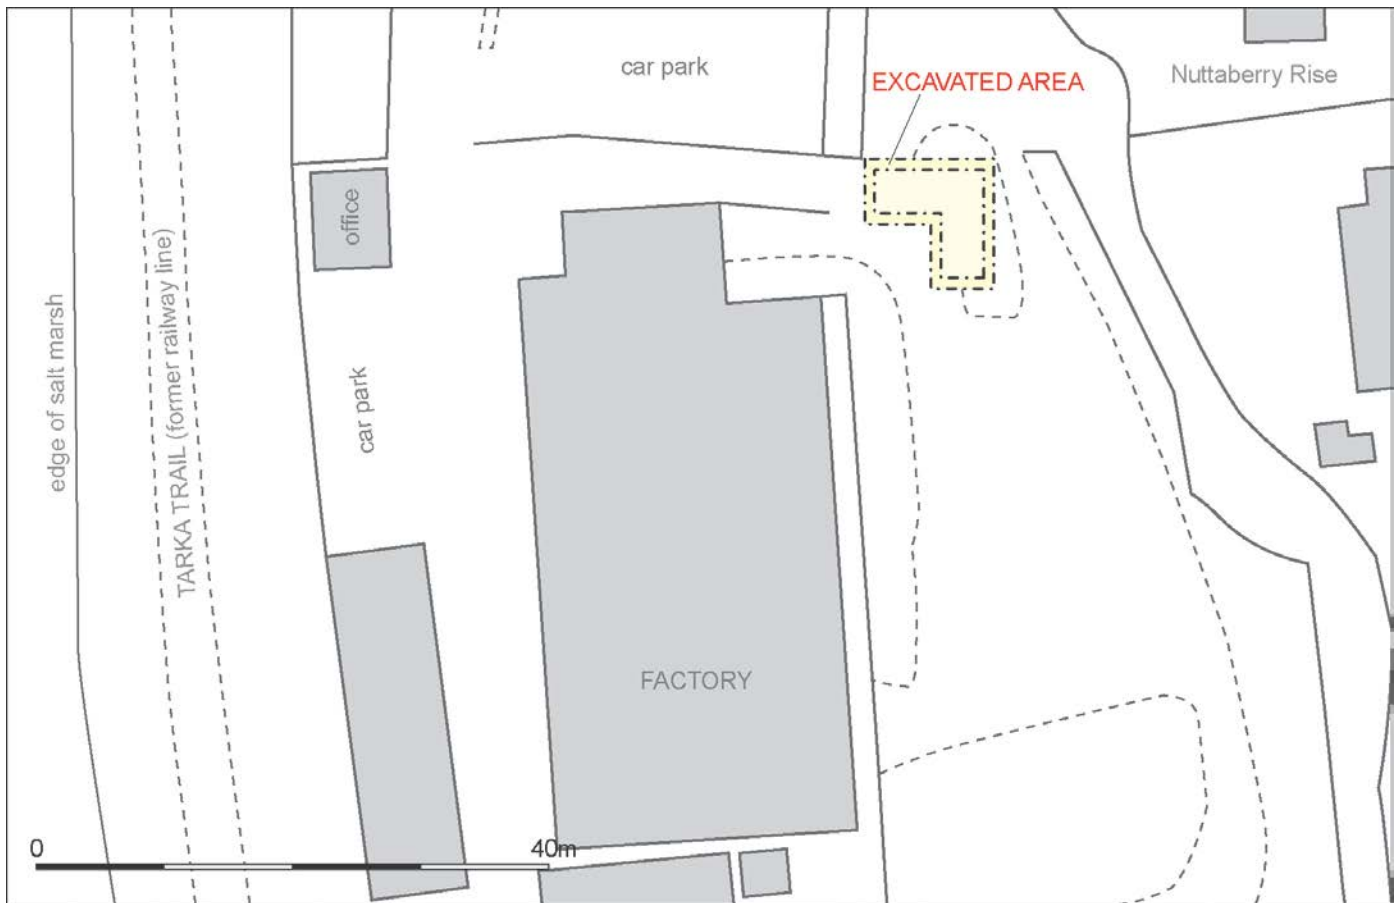 car park
Nuttaberry Rise
EXCAVATED AREA
office
TARKA TRAIL (former railway line)
edge of salt marsh
car park
FACTORY
0
40m